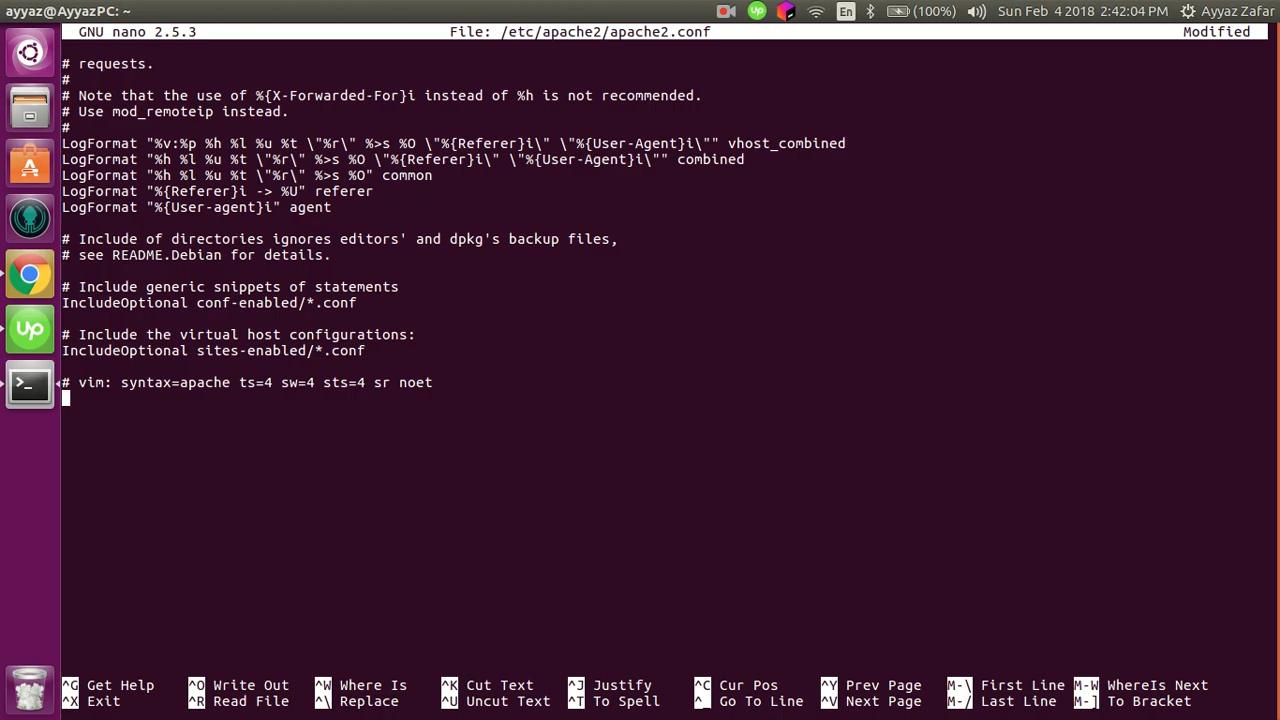 ayyaz@AyyazPC: ~
En
(100%)
Sun Feb 4 2018 2:42:04 PM
Ayyaz Zafar
GNU nano 2.5.3 File: /etc/apache2/apache2.conf Modified
# requests.
#
# Note that the use of %{X-Forwarded-For}i instead of %h is not recommended.
# Use mod_remoteip instead.
#
LogFormat "%v:%p %h %l %u %t \"%r\" %>s %O \"%{Referer}i\" \"%{User-Agent}i\"" vhost_combined
LogFormat "%h %l %u %t \"%r\" %>s %O \"%{Referer}i\" \"%{User-Agent}i\"" combined
LogFormat "%h %l %u %t \"%r\" %>s %O" common
LogFormat "%{Referer}i -> %U" referer
LogFormat "%{User-agent}i" agent
# Include of directories ignores editors' and dpkg's backup files,
# see README.Debian for details.
# Include generic snippets of statements
IncludeOptional conf-enabled/*.conf
# Include the virtual host configurations:
IncludeOptional sites-enabled/*.conf
# vim: syntax=apache ts=4 sw=4 sts=4 sr noet
^G Get Help ^O Write Out ^W Where Is ^K Cut Text ^J Justify ^C Cur Pos ^Y Prev Page M-\ First Line M-W WhereIs Next
^X Exit ^R Read File ^\ Replace ^U Uncut Text ^T To Spell ^_ Go To Line ^V Next Page M-/ Last Line M-] To Bracket